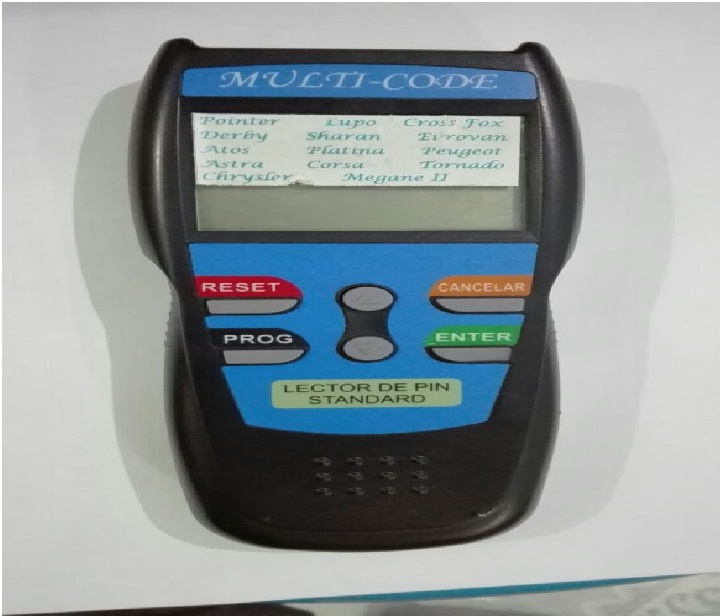 MULTI-CODE
Pointer Lupo Cross Fox
Derby Sharan Evrovan
Atos Platina Peugeot
Astra Corsa Tornado
Chrysler Megane II
RESET CANCELAR
PROG ENTER
LECTOR DE PIN
STANDARD